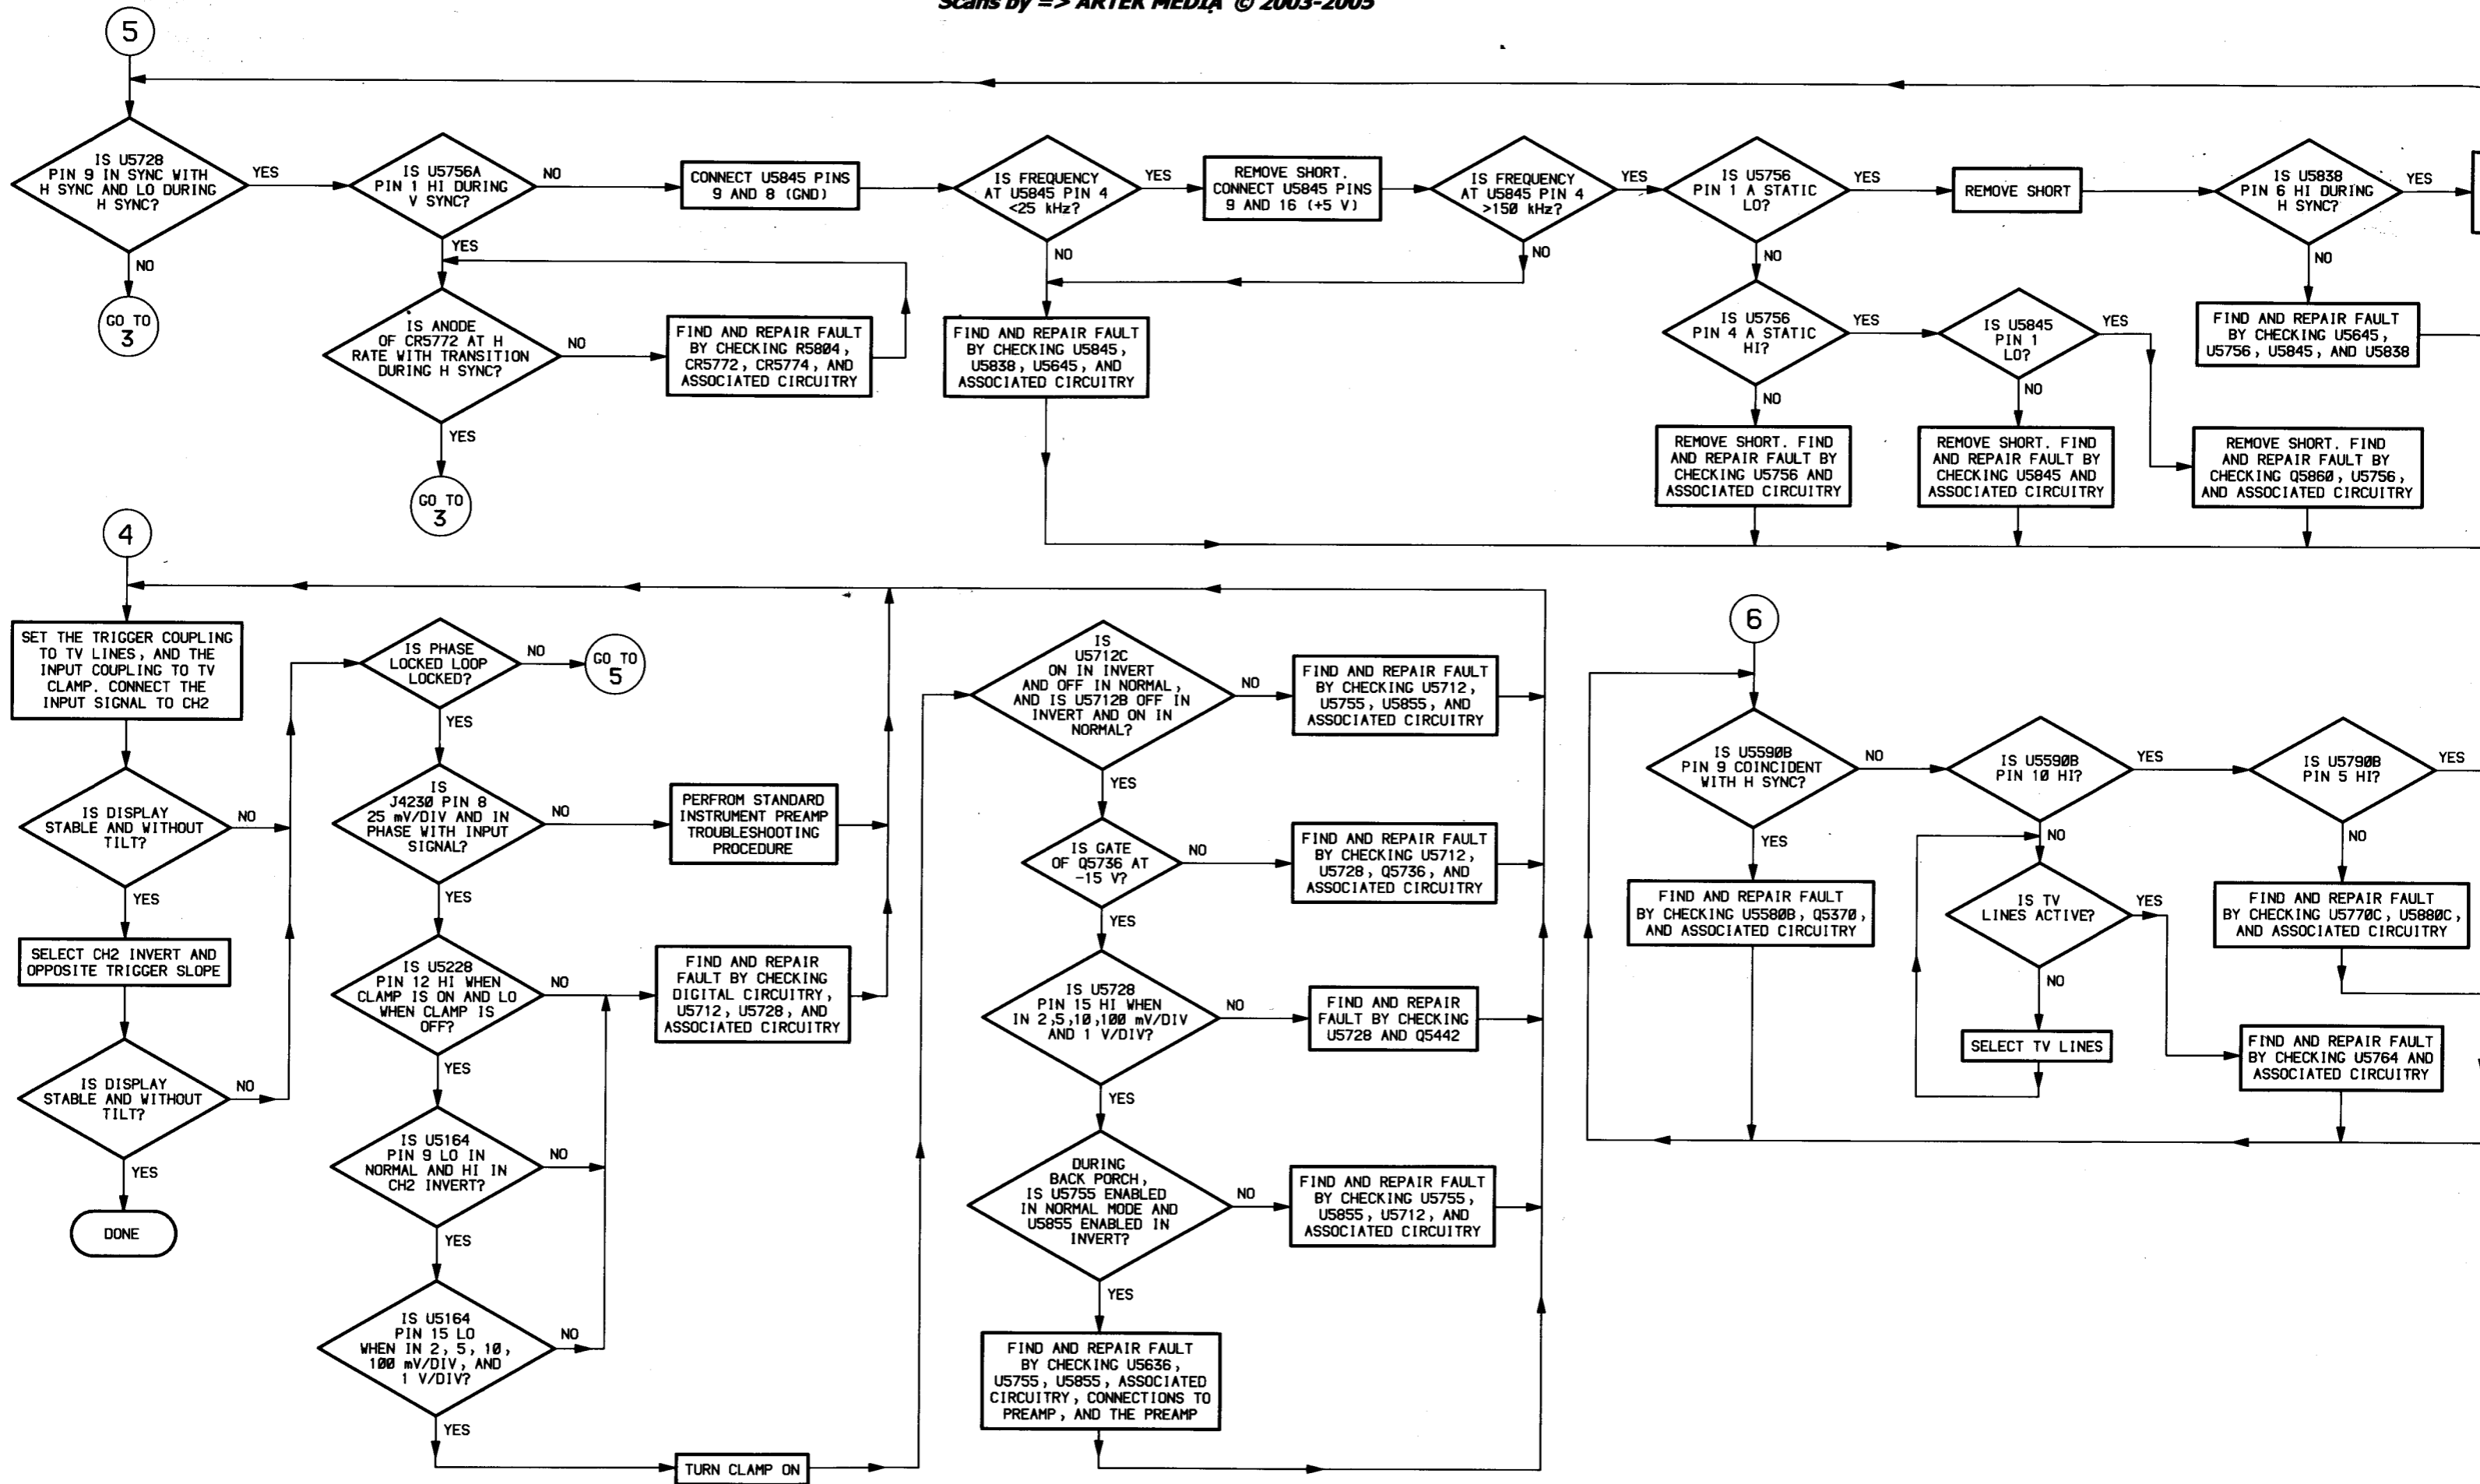 Scans by => ARTEK MEDIA © 2003-2005
5
IS U5728
PIN 9 IN SYNC WITH
H SYNC AND LO DURING
H SYNC?
YES
NO
GO TO
3
IS U5756A
PIN 1 HI DURING
V SYNC?
NO
YES
IS ANODE
OF CR5772 AT H
RATE WITH TRANSITION
DURING H SYNC?
NO
YES
GO TO
3
FIND AND REPAIR FAULT
BY CHECKING R5804,
CR5772, CR5774, AND
ASSOCIATED CIRCUITRY
CONNECT U5845 PINS
9 AND 8 (GND)
IS FREQUENCY
AT U5845 PIN 4
<25 kHz?
YES
NO
FIND AND REPAIR FAULT
BY CHECKING U5845,
U5838, U5645, AND
ASSOCIATED CIRCUITRY
REMOVE SHORT.
CONNECT U5845 PINS
9 AND 16 (+5 V)
IS FREQUENCY
AT U5845 PIN 4
>150 kHz?
YES
NO
IS U5756
PIN 1 A STATIC
LO?
YES
NO
REMOVE SHORT
IS U5838
PIN 6 HI DURING
H SYNC?
YES
NO
FIND AND REPAIR FAULT
BY CHECKING U5645,
U5756, U5845, AND U5838
IS U5756
PIN 4 A STATIC
HI?
YES
NO
IS U5845
PIN 1
LO?
YES
NO
REMOVE SHORT. FIND
AND REPAIR FAULT BY
CHECKING U5756 AND
ASSOCIATED CIRCUITRY
REMOVE SHORT. FIND
AND REPAIR FAULT BY
CHECKING U5845 AND
ASSOCIATED CIRCUITRY
REMOVE SHORT. FIND
AND REPAIR FAULT BY
CHECKING Q5860, U5756,
AND ASSOCIATED CIRCUITRY
4
SET THE TRIGGER COUPLING
TO TV LINES, AND THE
INPUT COUPLING TO TV
CLAMP. CONNECT THE
INPUT SIGNAL TO CH2
IS DISPLAY
STABLE AND WITHOUT
TILT?
NO
YES
SELECT CH2 INVERT AND
OPPOSITE TRIGGER SLOPE
IS DISPLAY
STABLE AND WITHOUT
TILT?
NO
YES
DONE
IS PHASE
LOCKED LOOP
LOCKED?
NO
GO TO
5
YES
IS
J4230 PIN 8
25 mV/DIV AND IN
PHASE WITH INPUT
SIGNAL?
NO
PERFROM STANDARD
INSTRUMENT PREAMP
TROUBLESHOOTING
PROCEDURE
YES
IS U5228
PIN 12 HI WHEN
CLAMP IS ON AND LO
WHEN CLAMP IS
OFF?
NO
FIND AND REPAIR
FAULT BY CHECKING
DIGITAL CIRCUITRY,
U5712, U5728, AND
ASSOCIATED CIRCUITRY
YES
IS U5164
PIN 9 LO IN
NORMAL AND HI IN
CH2 INVERT?
NO
YES
IS U5164
PIN 15 LO
WHEN IN 2, 5, 10,
100 mV/DIV, AND
1 V/DIV?
NO
YES
TURN CLAMP ON
IS
U5712C
ON IN INVERT
AND OFF IN NORMAL,
AND IS U5712B OFF IN
INVERT AND ON IN
NORMAL?
NO
FIND AND REPAIR FAULT
BY CHECKING U5712,
U5755, U5855, AND
ASSOCIATED CIRCUITRY
YES
IS GATE
OF Q5736 AT
-15 V?
NO
FIND AND REPAIR FAULT
BY CHECKING U5712,
U5728, Q5736, AND
ASSOCIATED CIRCUITRY
YES
IS U5728
PIN 15 HI WHEN
IN 2,5,10,100 mV/DIV
AND 1 V/DIV?
NO
FIND AND REPAIR
FAULT BY CHECKING
U5728 AND Q5442
YES
DURING
BACK PORCH,
IS U5755 ENABLED
IN NORMAL MODE AND
U5855 ENABLED IN
INVERT?
NO
FIND AND REPAIR FAULT
BY CHECKING U5755,
U5855, U5712, AND
ASSOCIATED CIRCUITRY
YES
FIND AND REPAIR FAULT
BY CHECKING U5636,
U5755, U5855, ASSOCIATED
CIRCUITRY, CONNECTIONS TO
PREAMP, AND THE PREAMP
6
IS U5590B
PIN 9 COINCIDENT
WITH H SYNC?
NO
YES
FIND AND REPAIR FAULT
BY CHECKING U5580B, Q5370,
AND ASSOCIATED CIRCUITRY
IS U5590B
PIN 10 HI?
YES
NO
IS TV
LINES ACTIVE?
YES
NO
SELECT TV LINES
IS U5790B
PIN 5 HI?
YES
NO
FIND AND REPAIR FAULT
BY CHECKING U5770C, U5880C,
AND ASSOCIATED CIRCUITRY
FIND AND REPAIR FAULT
BY CHECKING U5764 AND
ASSOCIATED CIRCUITRY